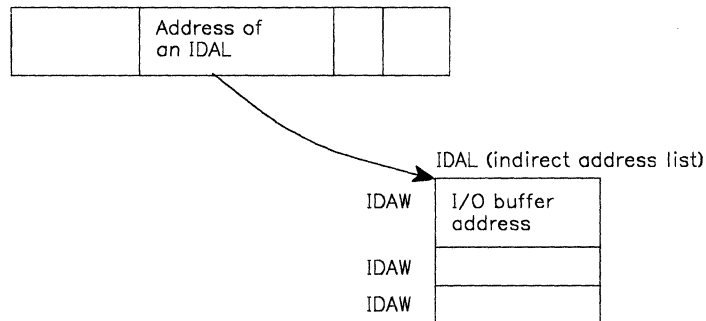 Address of
an IDAL
IDAL (indirect address list)
IDAW
I/O buffer
address
IDAW
IDAW